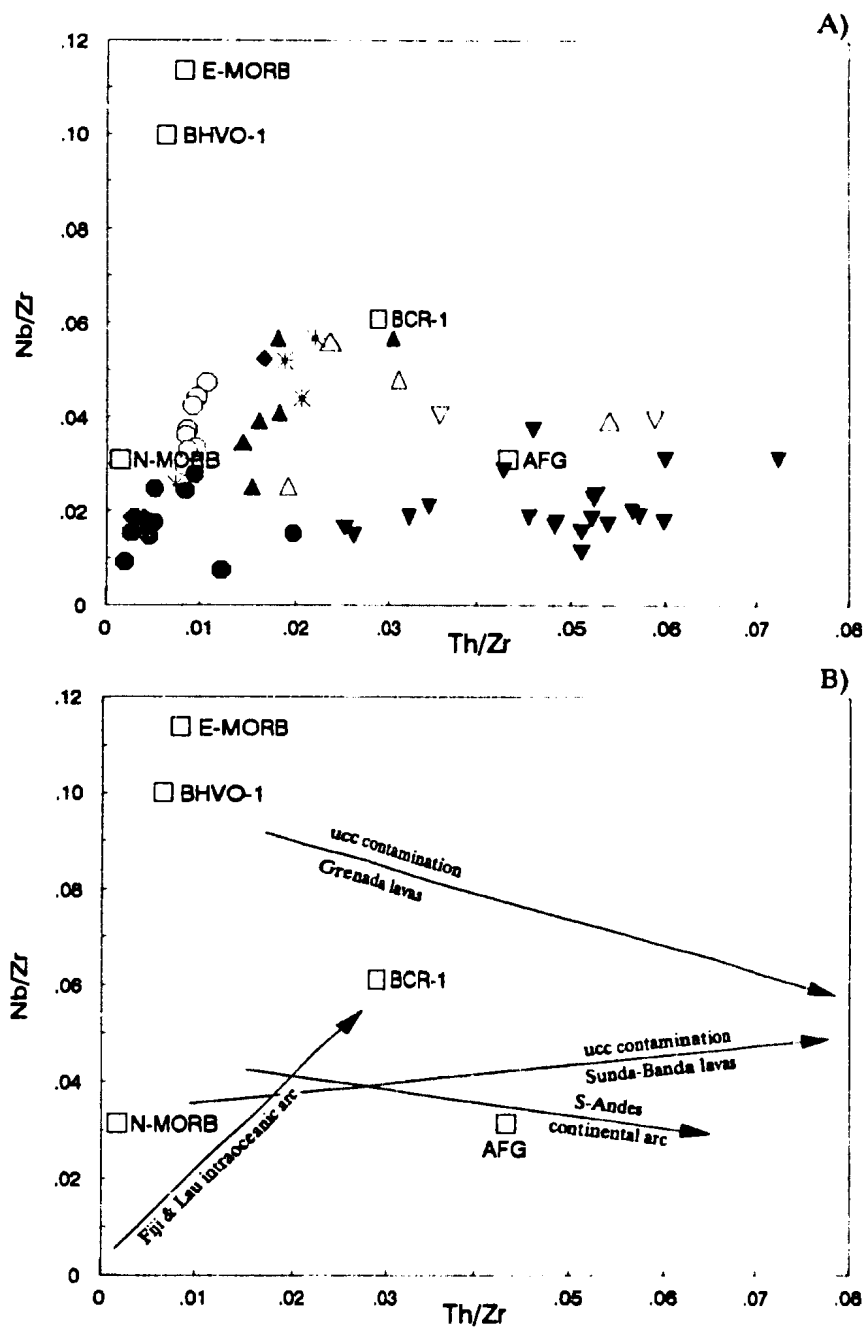 A)
.12
E-MORB
.10
BHVO-1
.08
Nb/Zr
.06
BCR-1
.04
N-MORB
AFG
.02
0
0 .01 .02 .03 .04 .05 .06 .07 .08
Th/Zr
B)
.12
E-MORB
.10
BHVO-1
ucc contamination
Grenada lavas
.08
Nb/Zr
.06
BCR-1
ucc contamination
Sunda-Banda lavas
.04
S-Andes
continental arc
N-MORB
AFG
Fiji & Lau intraoceanic arc
.02
0
0 .01 .02 .03 .04 .05 .06 .07 .08
Th/Zr